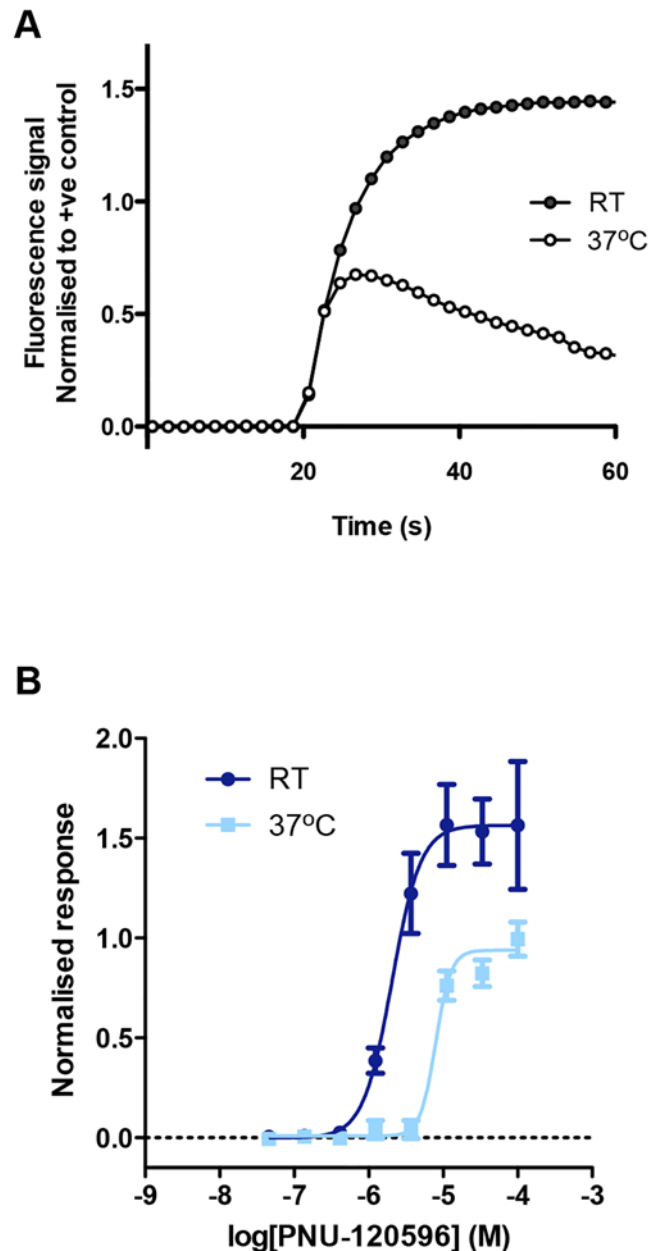 A
Fluorescence signal
Normalised to +ve control
1.5
1.0
0.5
0.0
RT
37°C
20 40 60
Time (s)
B
Normalised response
2.0
1.5
1.0
0.5
0.0
RT
37°C
-9 -8 -7 -6 -5 -4 -3
log[PNU-120596] (M)